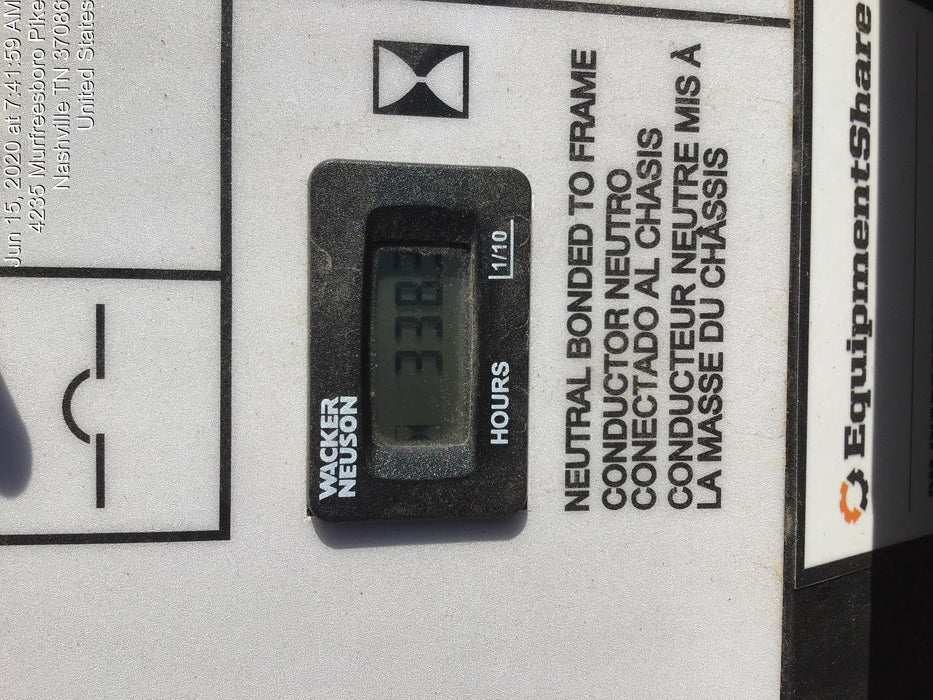 Jun 15, 2020 at 7:41:59 AM
4235 Murfreesboro Pike
Nashville TN 37086
United States
WACKER
NEUSON
HOURS
1/10
NEUTRAL BONDED TO FRAME
CONDUCTOR NEUTRO
CONECTADO AL CHASIS
CONDUCTEUR NEUTRE MIS À
LA MASSE DU CHÂSSIS
EquipmentShare